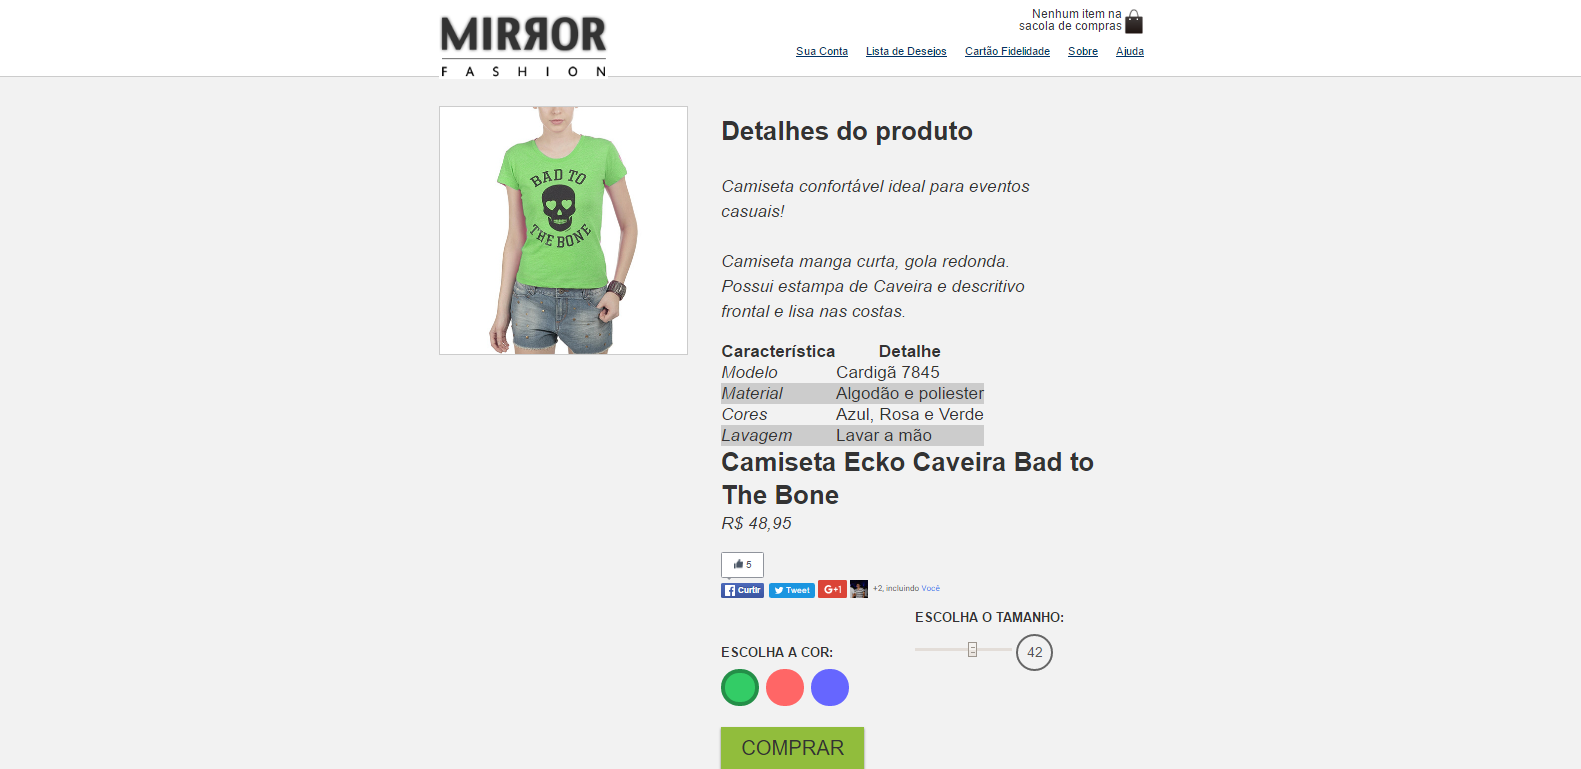 MIRROR
FASHION
Nenhum item na
sacola de compras
Sua Conta Lista de Desejos Cartão Fidelidade Sobre Ajuda
BAD TO
THE BONE
Detalhes do produto
Camiseta confortável ideal para eventos
casuais!
Camiseta manga curta, gola redonda.
Possui estampa de Caveira e descritivo
frontal e lisa nas costas.
Característica Detalhe
Modelo Cardigã 7845
Material Algodão e poliester
Cores Azul, Rosa e Verde
Lavagem Lavar a mão
Camiseta Ecko Caveira Bad to
The Bone
R$ 48,95
5
Curtir Tweet G+1 +2, incluindo Você
ESCOLHA O TAMANHO:
42
ESCOLHA A COR:
COMPRAR